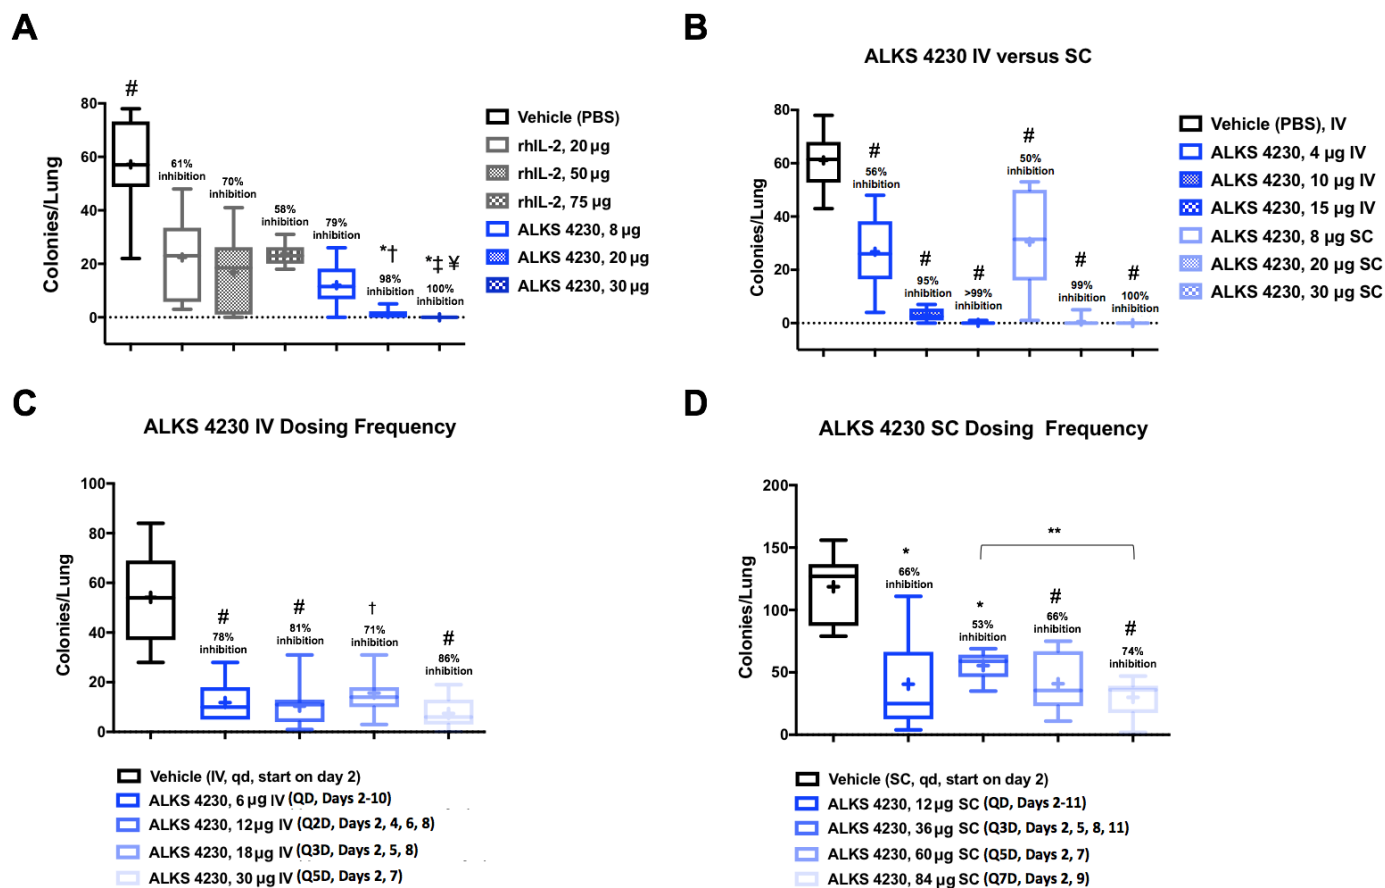 A
#
80
60
40
20
0
Colonies/Lung
61%
inhibition
70%
inhibition
58%
inhibition
79%
inhibition
*†
98%
inhibition
*‡ ¥
100%
inhibition
Vehicle (PBS)
rhIL-2, 20 µg
rhIL-2, 50 µg
rhIL-2, 75 µg
ALKS 4230, 8 µg
ALKS 4230, 20 µg
ALKS 4230, 30 µg
B
ALKS 4230 IV versus SC
80
60
40
20
0
Colonies/Lung
#
56%
inhibition
#
95%
inhibition
#
>99%
inhibition
#
50%
inhibition
#
99%
inhibition
#
100%
inhibition
Vehicle (PBS), IV
ALKS 4230, 4 µg IV
ALKS 4230, 10 µg IV
ALKS 4230, 15 µg IV
ALKS 4230, 8 µg SC
ALKS 4230, 20 µg SC
ALKS 4230, 30 µg SC
C
ALKS 4230 IV Dosing Frequency
100
80
60
40
20
0
Colonies/Lung
#
78%
inhibition
#
81%
inhibition
†
71%
inhibition
#
86%
inhibition
Vehicle (IV, qd, start on day 2)
ALKS 4230, 6 µg IV (QD, Days 2-10)
ALKS 4230, 12µg IV (Q2D, Days 2, 4, 6, 8)
ALKS 4230, 18µg IV (Q3D, Days 2, 5, 8)
ALKS 4230, 30 µg IV (Q5D, Days 2, 7)
D
ALKS 4230 SC Dosing Frequency
200
150
100
50
0
Colonies/Lung
*
66%
inhibition
*
53%
inhibition
**
#
66%
inhibition
#
74%
inhibition
Vehicle (SC, qd, start on day 2)
ALKS 4230, 12µg SC (QD, Days 2-11)
ALKS 4230, 36 µg SC (Q3D, Days 2, 5, 8, 11)
ALKS 4230, 60µg SC (Q5D, Days 2, 7)
ALKS 4230, 84 µg SC (Q7D, Days 2, 9)